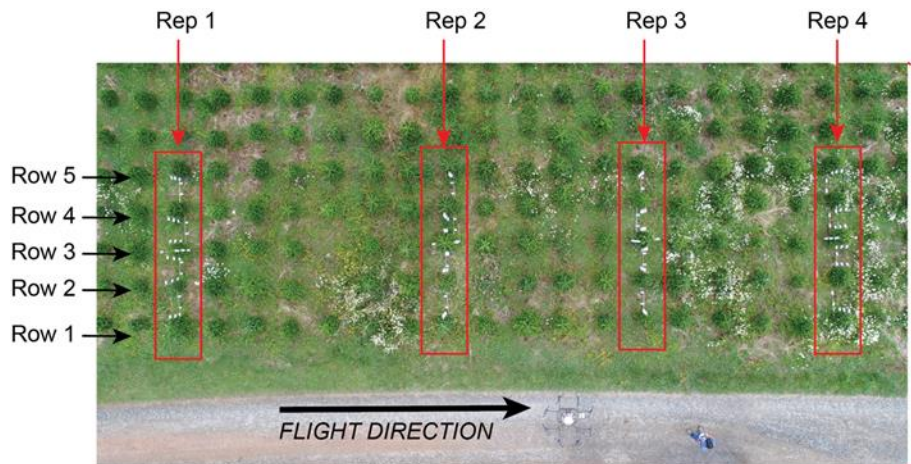 Rep 1
Rep 2
Rep 3
Rep 4
Row 5
Row 4
Row 3
Row 2
Row 1
FLIGHT DIRECTION